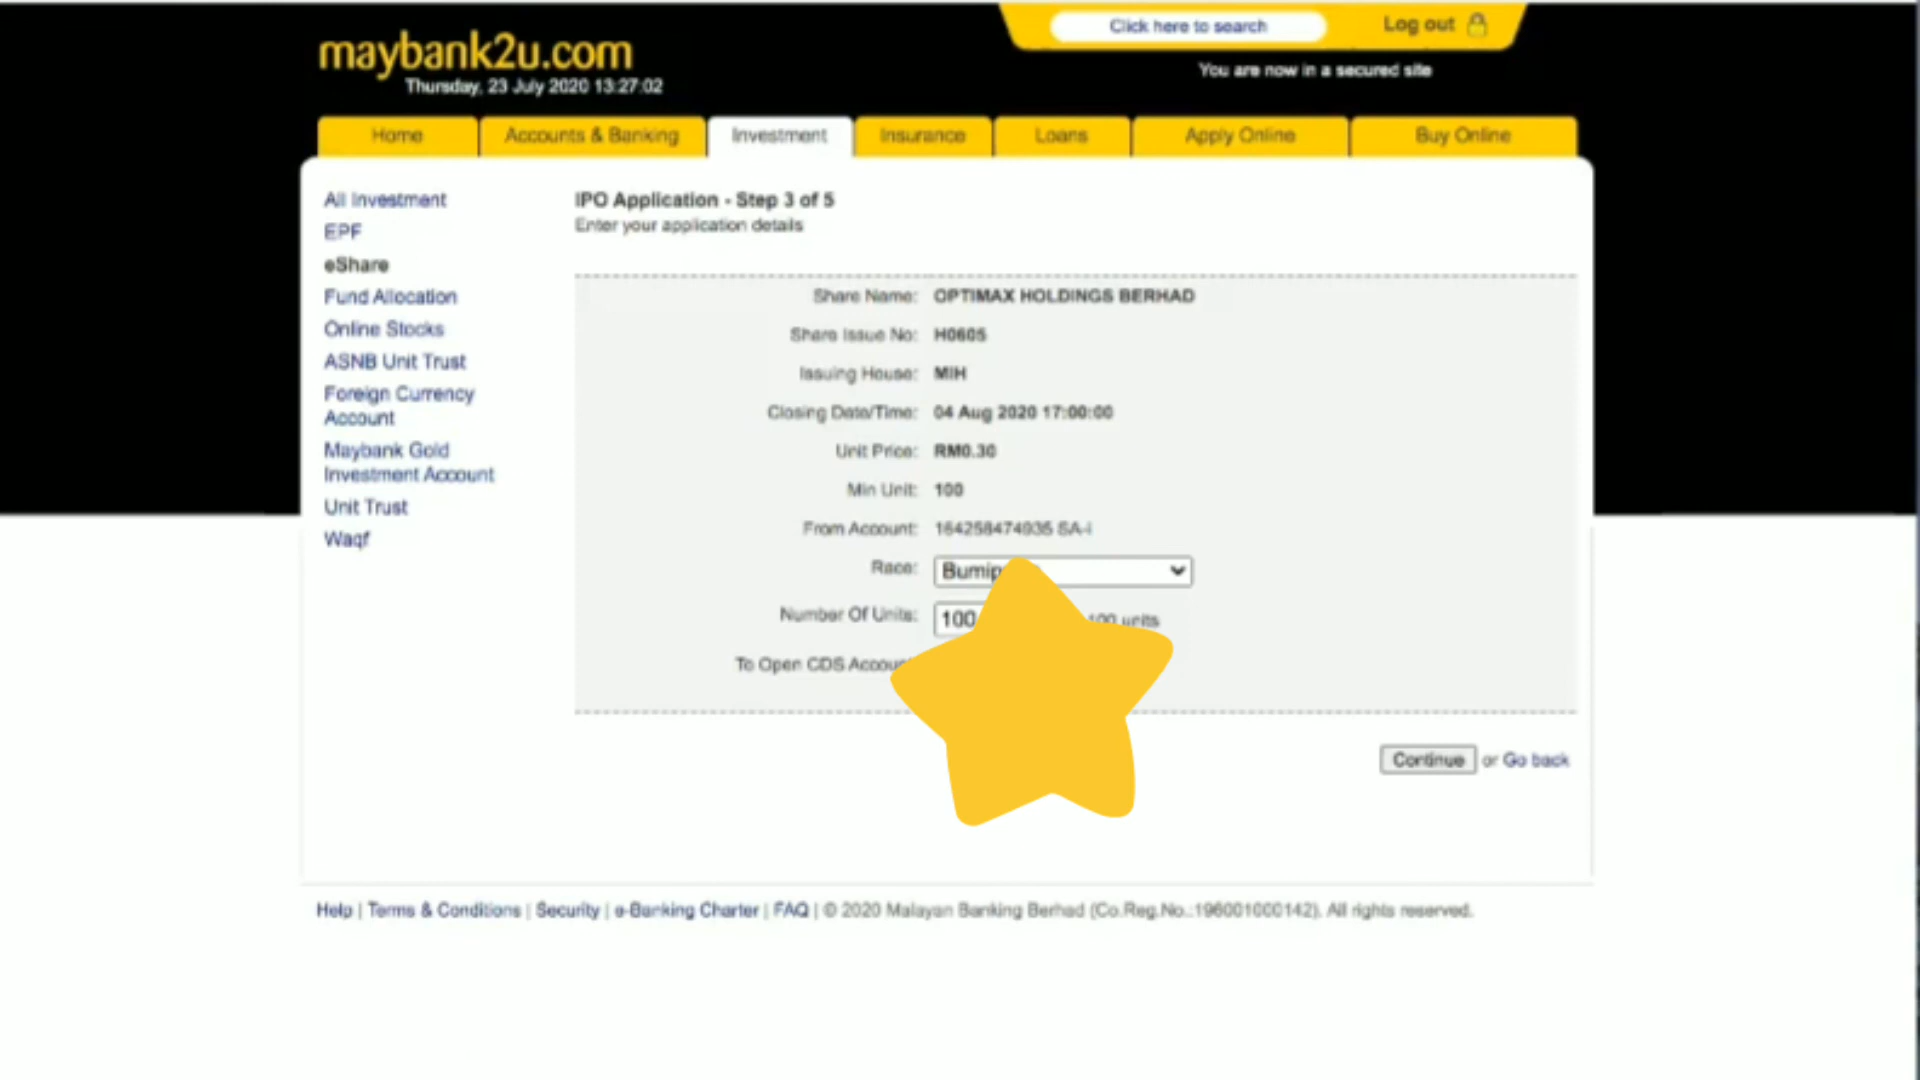 maybank2u.com
Thursday, 23 July 2020 13:27:02
Click here to search
Log out
You are now in a secured site
Home
Accounts & Banking
Investment
Insurance
Loans
Apply Online
Buy Online
All Investment
EPF
eShare
Fund Allocation
Online Stocks
ASNB Unit Trust
Foreign Currency
Account
Maybank Gold
Investment Account
Unit Trust
Waqf
IPO Application - Step 3 of 5
Enter your application details
Share Name: OPTIMAX HOLDINGS BERHAD
Share Issue No: H0605
Issuing House: MIH
Closing Date/Time: 04 Aug 2020 17:00:00
Unit Price: RM0.30
Min Unit: 100
From Account: 164258474935 SA-i
Race:
Number Of Units: 100 100 units
To Open CDS
Continue or Go back
Help | Terms & Conditions | Security | e-Banking Charter | FAQ | © 2020 Malayan Banking Berhad (Co.Reg.No.:196001000142). All rights reserved.